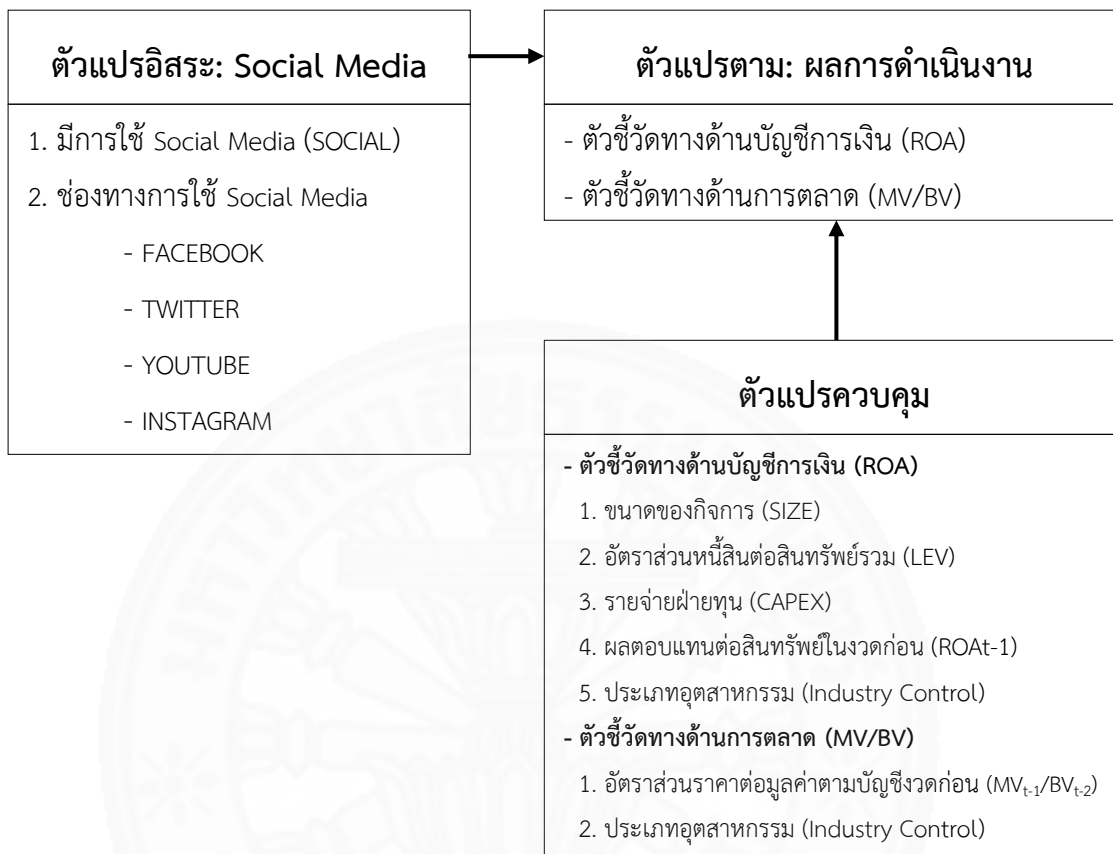 ตัวแปรอิสระ: Social Media
1. มีการใช้ Social Media (SOCIAL)
2. ช่องทางการใช้ Social Media
- FACEBOOK
- TWITTER
- YOUTUBE
- INSTAGRAM
ตัวแปรตาม: ผลการดำเนินงาน
- ตัวชี้วัดทางด้านบัญชีการเงิน (ROA)
- ตัวชี้วัดทางด้านการตลาด (MV/BV)
ตัวแปรควบคุม
- ตัวชี้วัดทางด้านบัญชีการเงิน (ROA)
1. ขนาดของกิจการ (SIZE)
2. อัตราส่วนหนี้สินต่อสินทรัพย์รวม (LEV)
3. รายจ่ายฝ่ายทุน (CAPEX)
4. ผลตอบแทนต่อสินทรัพย์ในงวดก่อน (ROAt-1)
5. ประเภทอุตสาหกรรม (Industry Control)
- ตัวชี้วัดทางด้านการตลาด (MV/BV)
1. อัตราส่วนราคาต่อมูลค่าตามบัญชีงวดก่อน (MVt-1/BVt-2)
2. ประเภทอุตสาหกรรม (Industry Control)